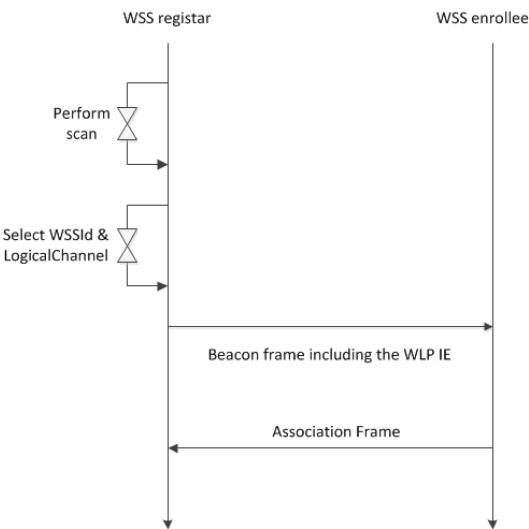 WSS registar
WSS enrollee
Perform
scan
Select WSSId &
LogicalChannel
Beacon frame including the WLP IE
Association Frame